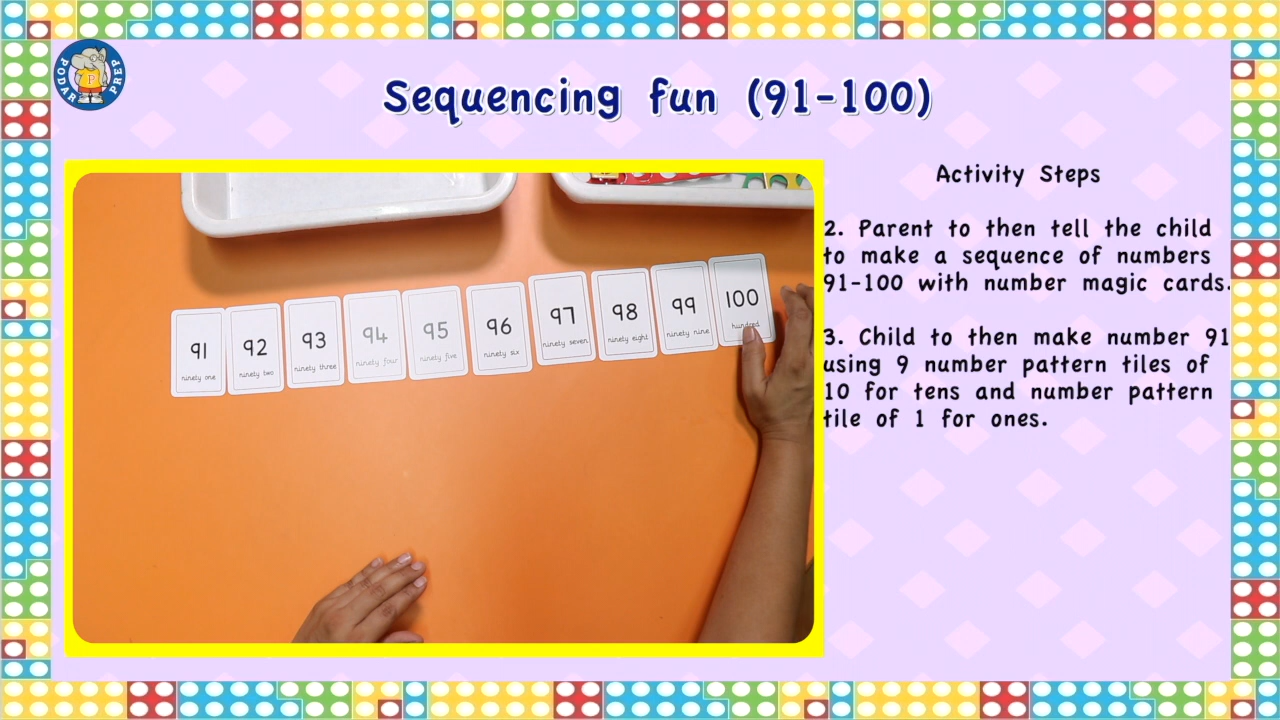 PODAR PREP
P
Sequencing fun (91-100)
Activity Steps
2. Parent to then tell the child
to make a sequence of numbers
91-100 with number magic cards.
3. Child to then make number 91
using 9 number pattern tiles of
10 for tens and number pattern
tile of 1 for ones.
91
ninety one
92
ninety two
93
ninety three
94
ninety four
95
ninety five
96
ninety six
97
ninety seven
98
ninety eight
99
ninety nine
100
hundred